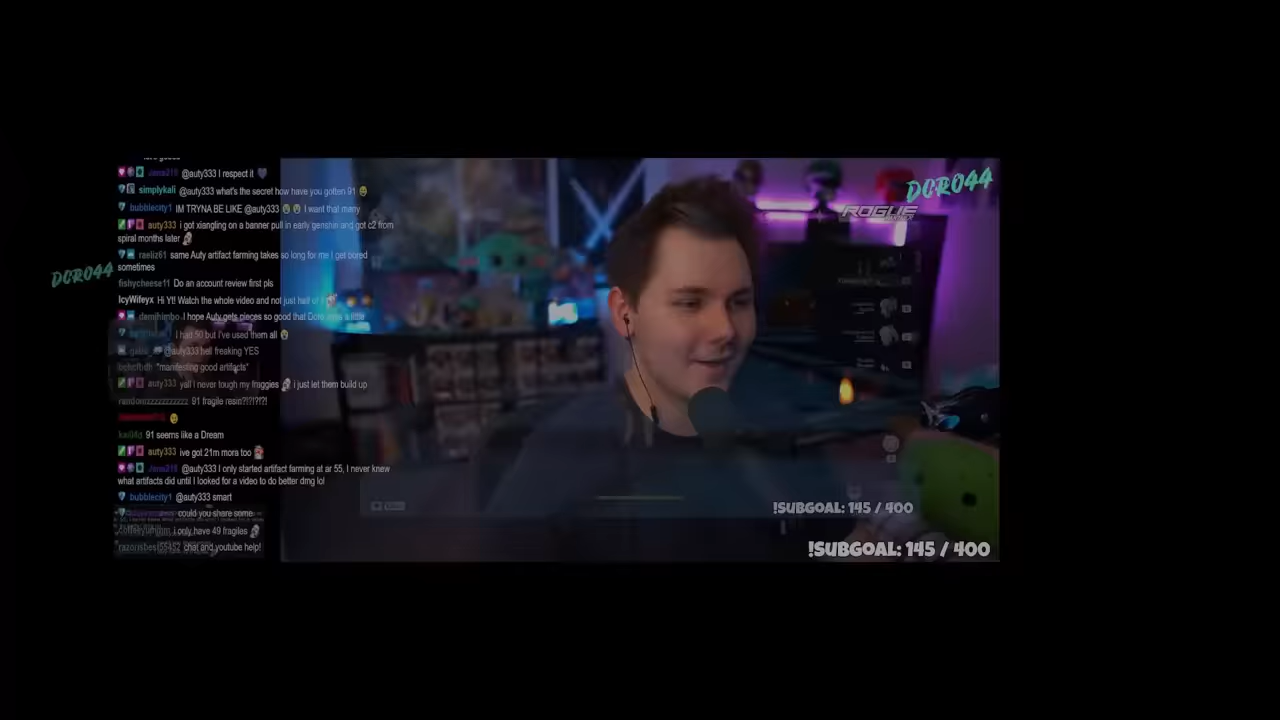 Jana215 @auty333 I respect it
simplykali @auty333 what's the secret how have you gotten 91
bubblecity1 IM TRYNA BE LIKE @auty333 I want that many
auty333 i got xiangling on a banner pull in early genshin and got c2 from
spiral months later
raeliz61 same Auty artifact farming takes so long for me I get bored
sometimes
fishycheese11 Do an account review first pls
IcyWifeyx Hi Yt! Watch the whole video and not just half of
demihimbo I hope Auty gets pieces so good that Doro a little
I had 50 but I've used them all
@auty333 hell freaking YES
"manifesting good artifacts"
auty333 yall I never tough my fraggies i just let them build up
91 fragile resin?!?!?!?!
91 seems like a Dream
auty333 ive got 21m mora too
Jana215 @auty333 I only started artifact farming at ar 55, I never knew
what artifacts did until I looked for a video to do better dmg lol
bubblecity1 @auty333 smart
could you share some
i only have 49 fragiles
razorsbest55452 chat and youtube help!
DORO44
DORO44
ROGUE
!SUBGOAL: 145 / 400
!SUBGOAL: 145 / 400